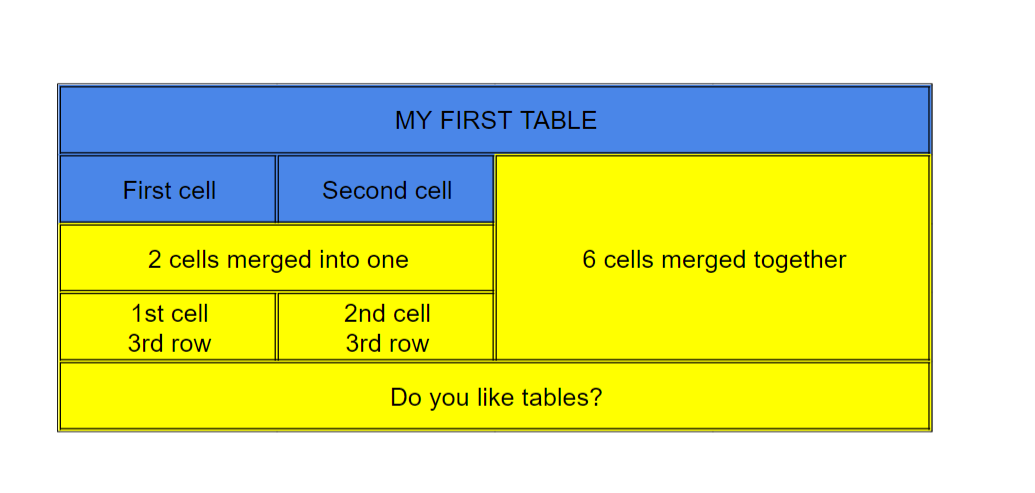 MY FIRST TABLE
First cell
Second cell
2 cells merged into one
6 cells merged together
1st cell
3rd row
2nd cell
3rd row
Do you like tables?